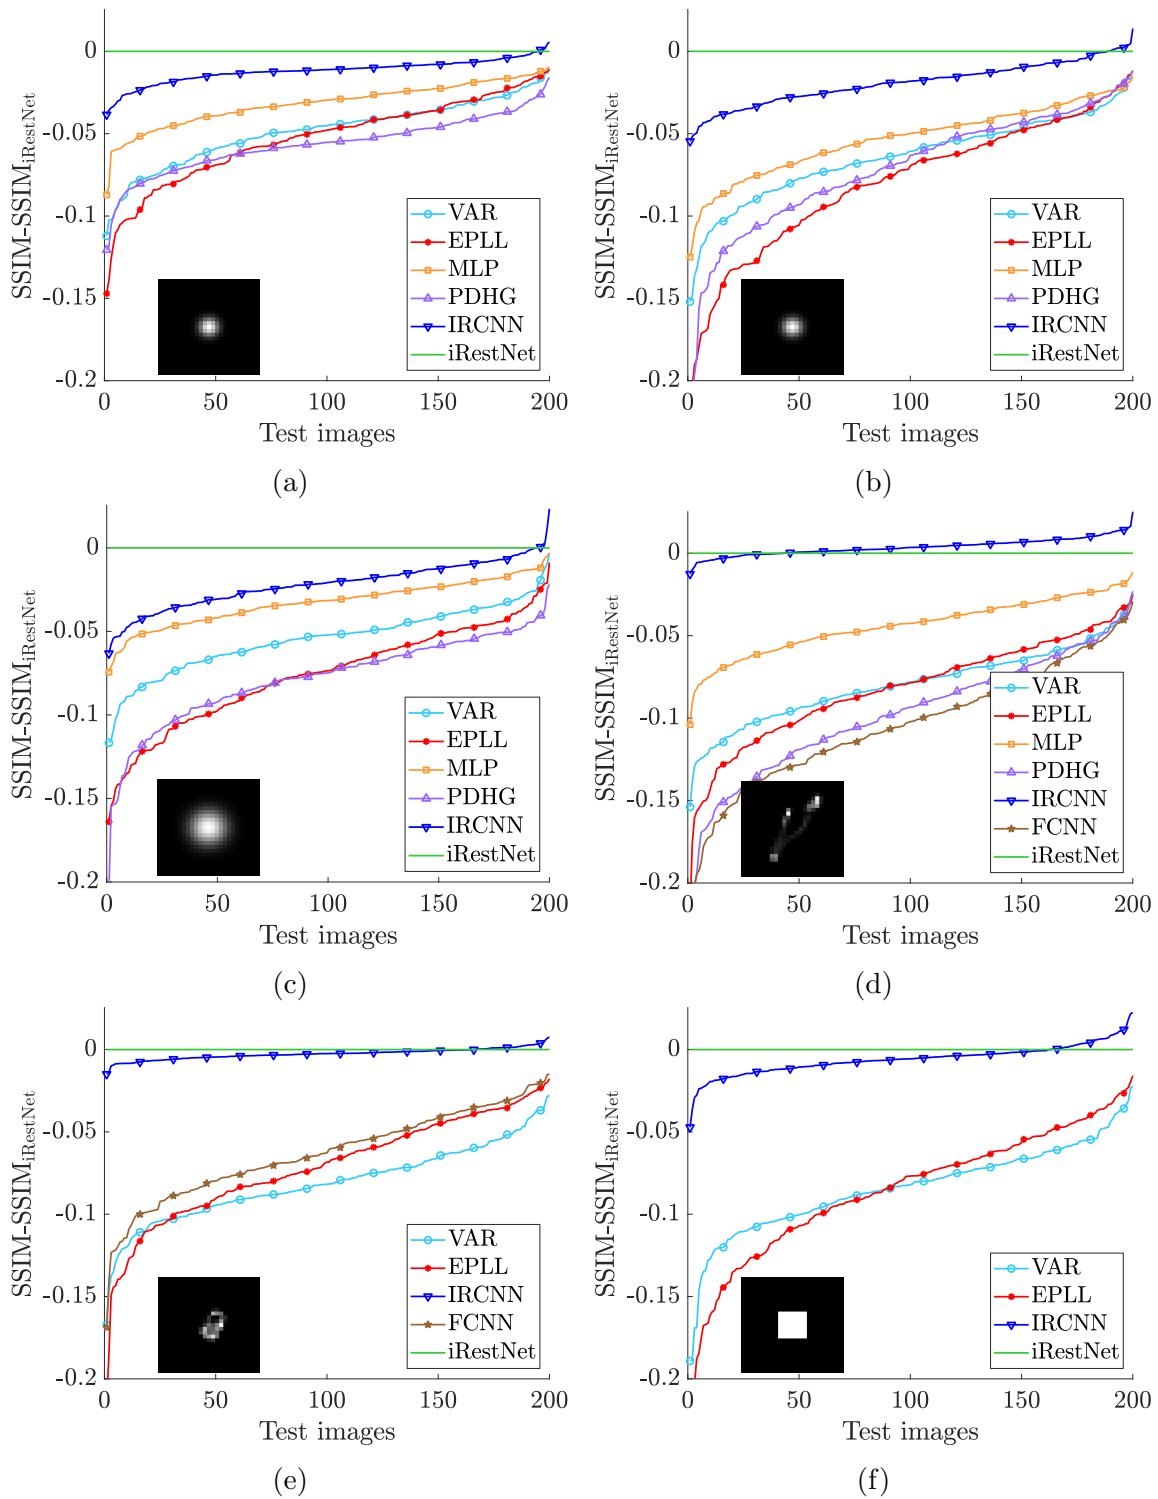 0
-0.05
-0.1
-0.15
-0.2
SSIM-SSIM_iRestNet
VAR
EPLL
MLP
PDHG
IRCNN
iRestNet
0 50 100 150 200
Test images
(a)
0
-0.05
-0.1
-0.15
-0.2
SSIM-SSIM_iRestNet
VAR
EPLL
MLP
PDHG
IRCNN
iRestNet
0 50 100 150 200
Test images
(b)
0
-0.05
-0.1
-0.15
-0.2
SSIM-SSIM_iRestNet
VAR
EPLL
MLP
PDHG
IRCNN
iRestNet
0 50 100 150 200
Test images
(c)
0
-0.05
-0.1
-0.15
-0.2
SSIM-SSIM_iRestNet
VAR
EPLL
MLP
PDHG
IRCNN
FCNN
iRestNet
0 50 100 150 200
Test images
(d)
0
-0.05
-0.1
-0.15
-0.2
SSIM-SSIM_iRestNet
VAR
EPLL
IRCNN
FCNN
iRestNet
0 50 100 150 200
Test images
(e)
0
-0.05
-0.1
-0.15
-0.2
SSIM-SSIM_iRestNet
VAR
EPLL
IRCNN
iRestNet
0 50 100 150 200
Test images
(f)